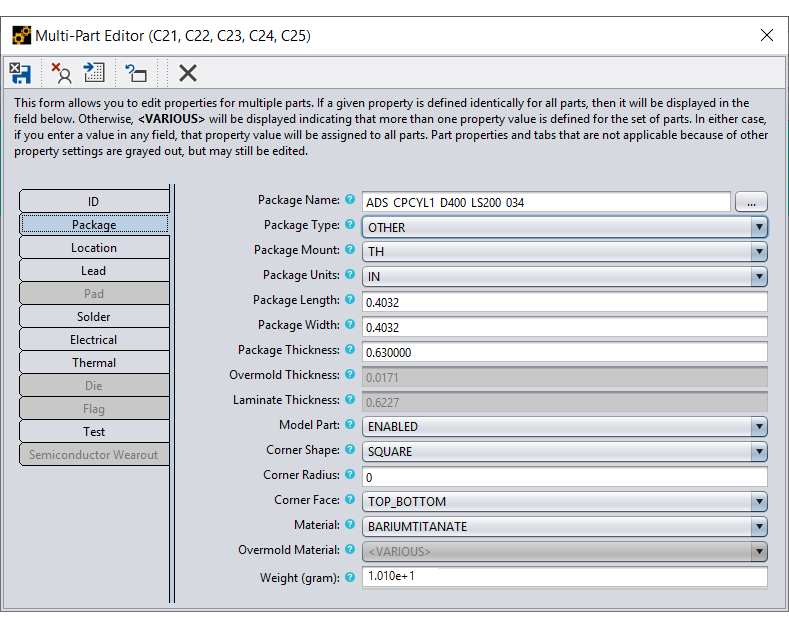 Multi-Part Editor (C21, C22, C23, C24, C25)
This form allows you to edit properties for multiple parts. If a given property is defined identically for all parts, then it will be displayed in the
field below. Otherwise, <VARIOUS> will be displayed indicating that more than one property value is defined for the set of parts. In either case,
if you enter a value in any field, that property value will be assigned to all parts. Part properties and tabs that are not applicable because of other
property settings are grayed out, but may still be edited.
ID
Package
Location
Lead
Pad
Solder
Electrical
Thermal
Die
Flag
Test
Semiconductor Wearout
Package Name: ? ADS CPCYL1 D400 LS200 034 ...
Package Type: ? OTHER
Package Mount: ? TH
Package Units: ? IN
Package Length: ? 0.4032
Package Width: ? 0.4032
Package Thickness: ? 0.630000
Overmold Thickness: ? 0.0171
Laminate Thickness: ? 0.6227
Model Part: ? ENABLED
Corner Shape: ? SQUARE
Corner Radius: ? 0
Corner Face: ? TOP_BOTTOM
Material: ? BARIUMTITANATE
Overmold Material: ? <VARIOUS>
Weight (gram): ? 1.010e+1